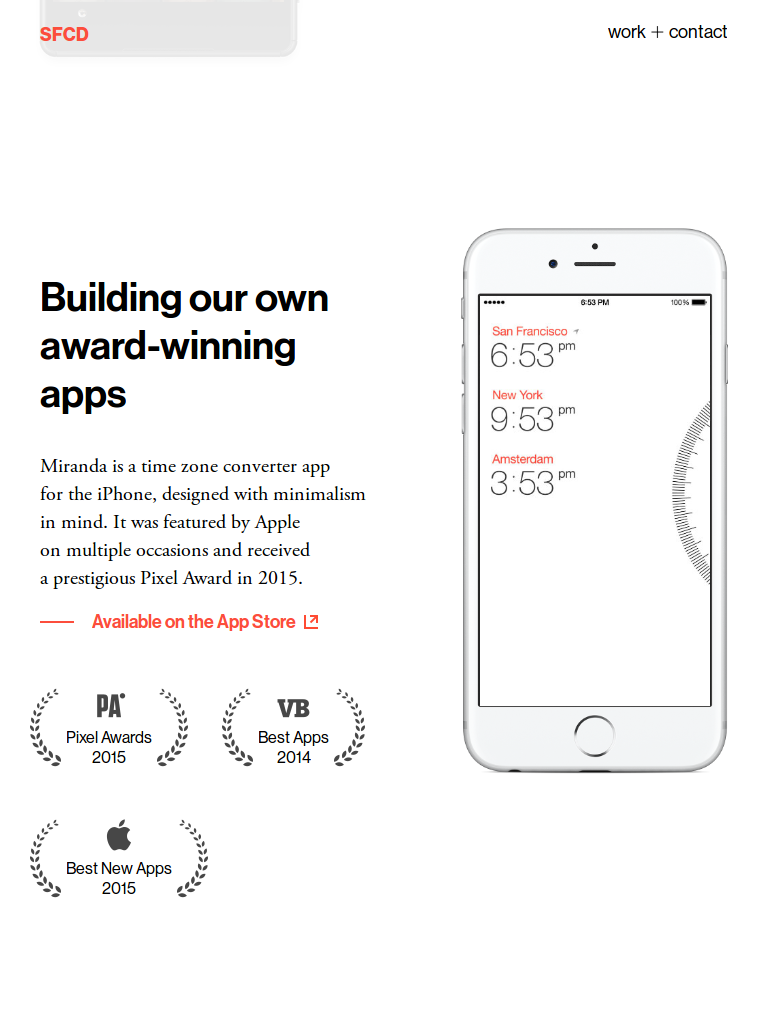 SFCD
work + contact
Building our own
award-winning
apps
Miranda is a time zone converter app
for the iPhone, designed with minimalism
in mind. It was featured by Apple
on multiple occasions and received
a prestigious Pixel Award in 2015.
Available on the App Store
PA
Pixel Awards
2015
VB
Best Apps
2014
Best New Apps
2015
6:53 PM
100%
San Francisco
6:53 pm
New York
9:53 pm
Amsterdam
3:53 pm